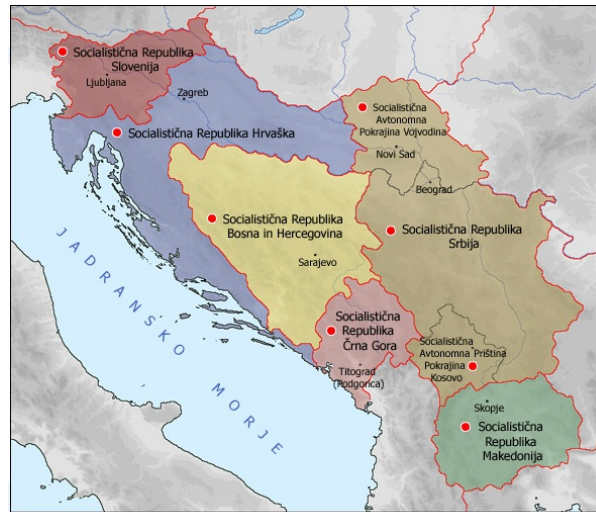 Socialistična Republika
Slovenija
Ljubljana
Zagreb
Socialistična Republika Hrvaška
Socialistična
Avtonomna
Pokrajina Vojvodina
Novi Sad
Beograd
Socialistična Republika
Bosna in Hercegovina
Sarajevo
Socialistična Republika
Srbija
Socialistična
Republika
Črna Gora
Titograd
(Podgorica)
Socialistična
Avtonomna Priština
Pokrajina
Kosovo
Skopje
Socialistična
Republika
Makedonija
JADRANSKO MORJE